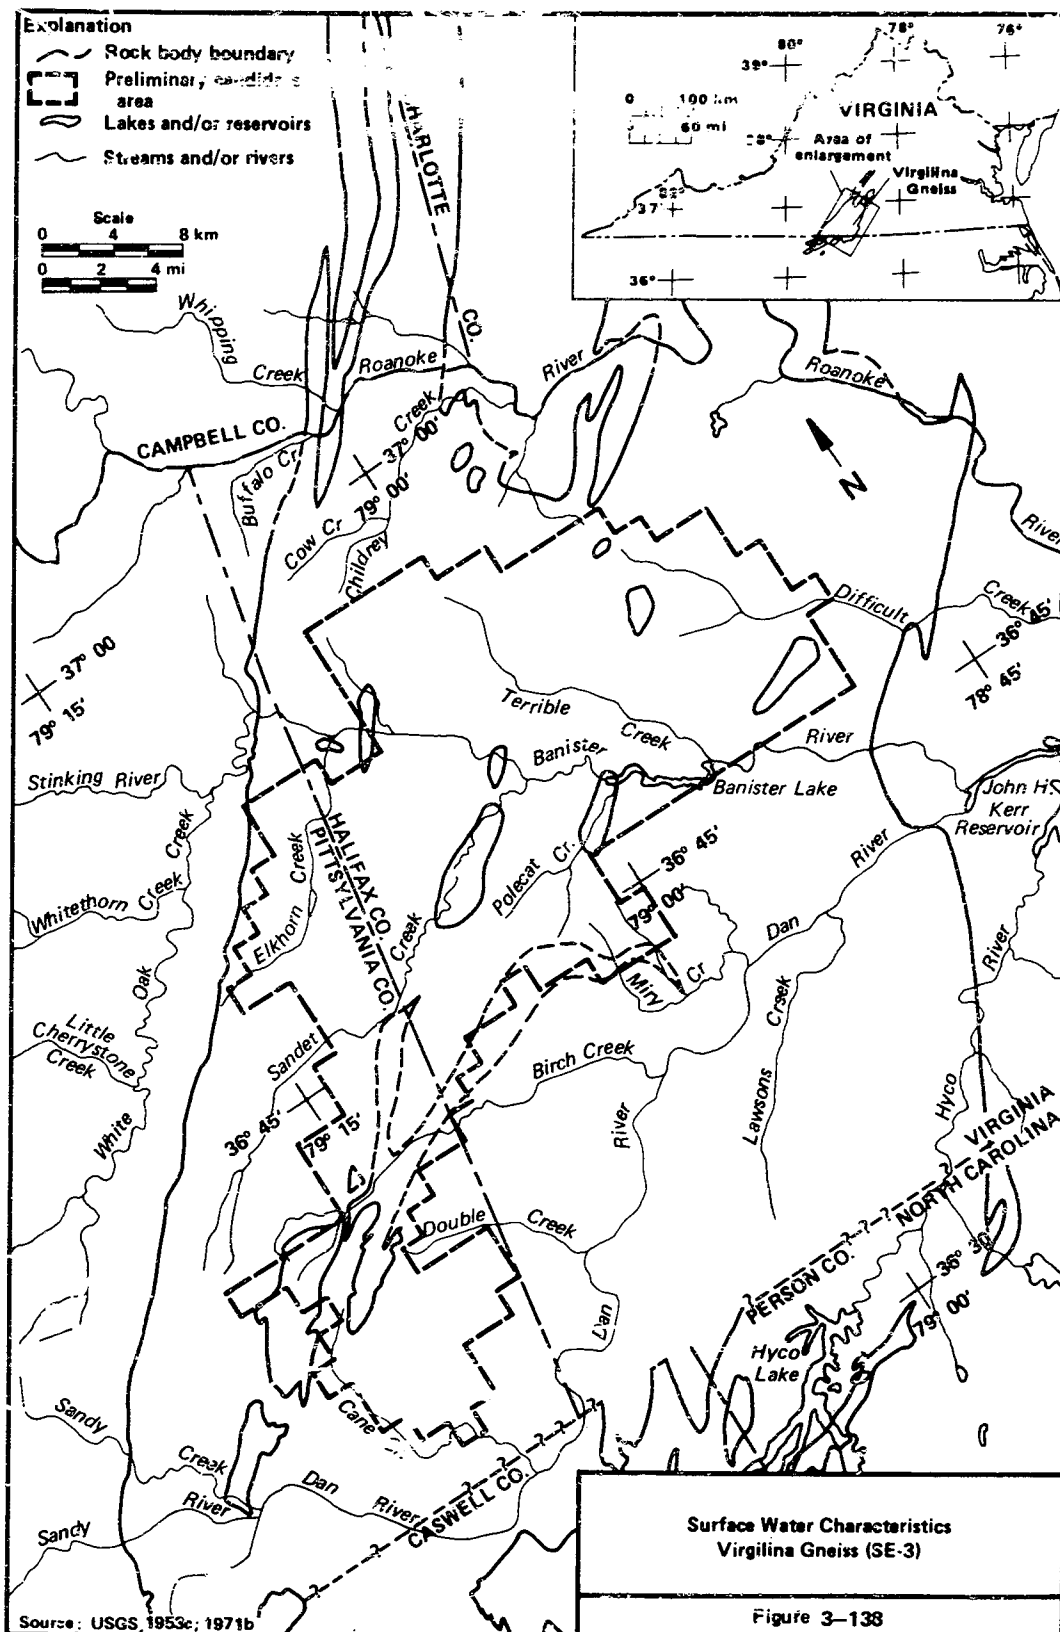 Explanation
Rock body boundary
Preliminary candidate
area
Lakes and/or reservoirs
Streams and/or rivers
Scale
0 4 8 km
0 2 4 mi
80°
78°
76°
39°
0 100 km
0 60 mi
VIRGINIA
Area of
enlargement
Virgilina
Gneiss
37°
36°
HARLOTTE
CO.
Whipping
Creek
Roanoke
River
Roanoke
River
CAMPBELL CO.
Buffalo Cr
Creek
37° 00'
79° 00'
Cow Cr
Childrey
N
Difficult
Creek
36° 45'
78° 45'
37° 00
79° 15'
Terrible
Creek
Banister
River
Banister Lake
Stinking River
John H
Kerr
Reservoir
River
HALIFAX CO.
PITTSYLVANIA CO.
Creek
Elkhorn
Creek
Polecat Cr.
36° 45'
79° 00'
Whitethorn Creek
Creek
Oak
White
Dan
River
Miry
Cr
Little
Cherrystone
Creek
Sandet
Birch Creek
River
Lawsons
Creek
Hyco
36° 45'
79° 15'
VIRGINIA
NORTH CAROLINA
Double
Creek
PERSON CO.
36° 30'
79° 00'
Dan
Hyco
Lake
Sandy
Creek
River
Cane
Dan
River
CASWELL CO.
Sandy
Surface Water Characteristics
Virgilina Gneiss (SE-3)
Source: USGS, 1953c; 1971b
Figure 3–138